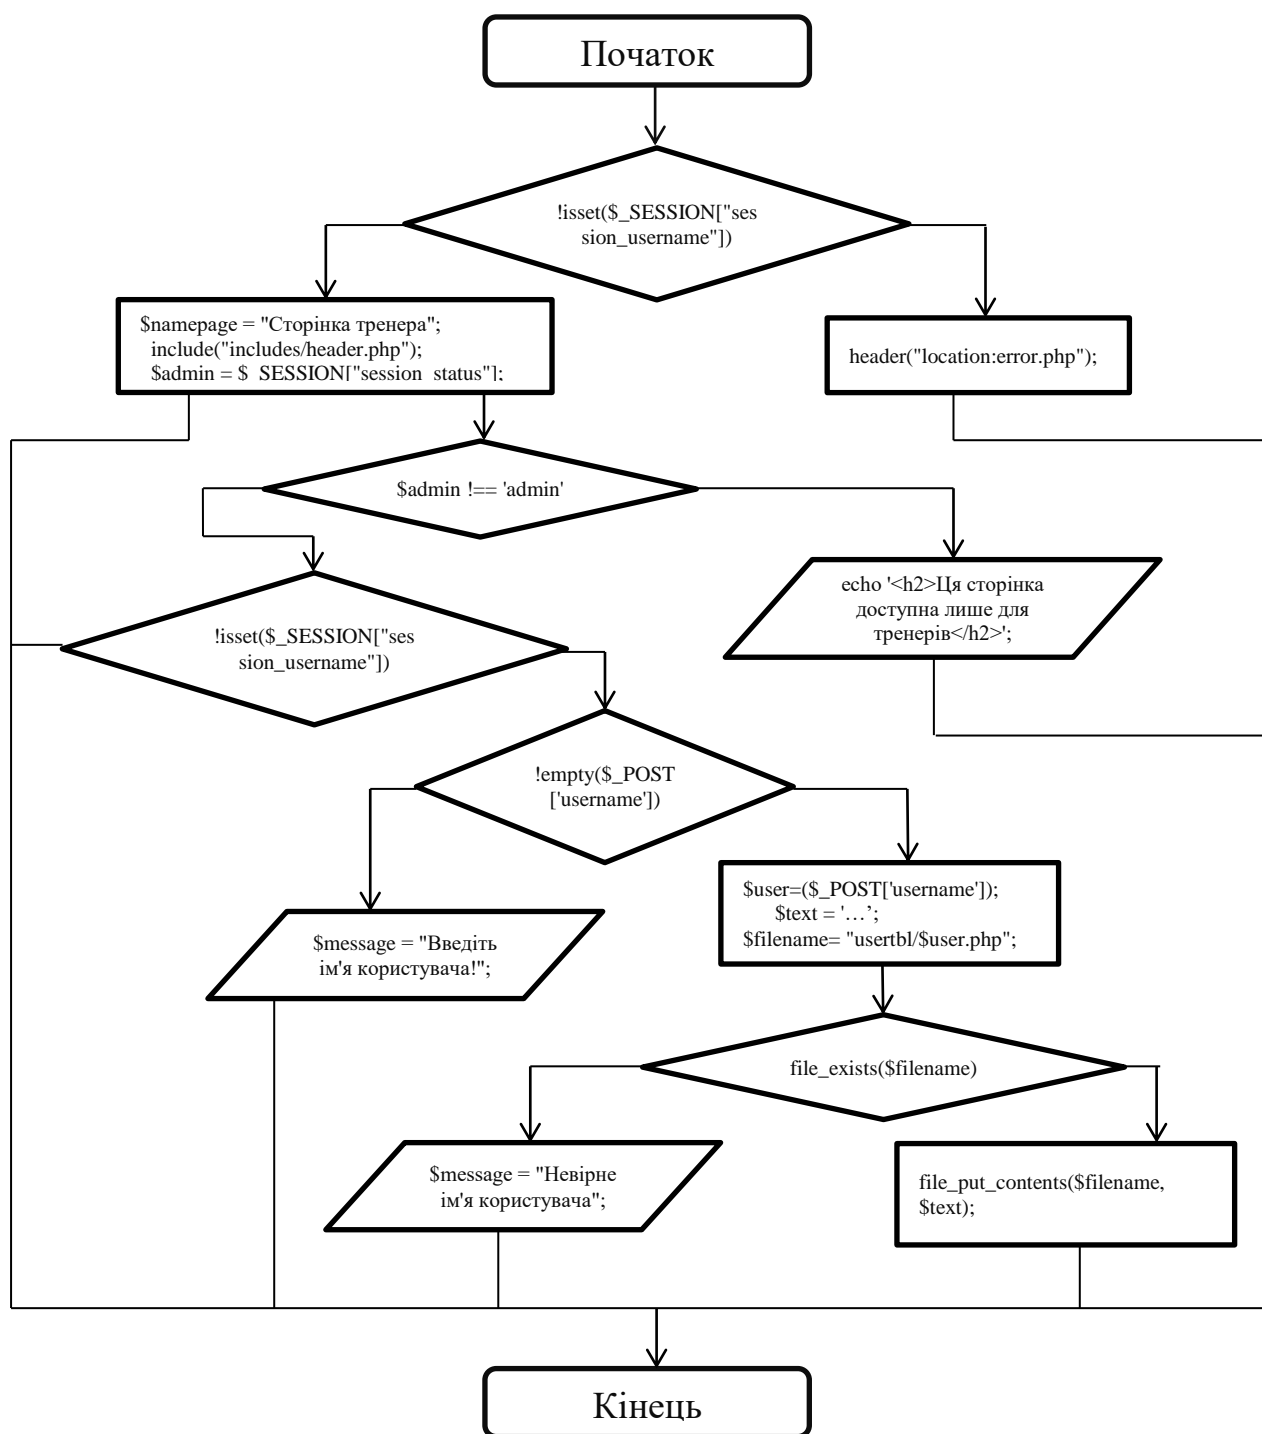 Початок
!isset($_SESSION["ses
sion_username"])
$namepage = "Сторінка тренера";
include("includes/header.php");
$admin = $_SESSION["session_status"];
header("location:error.php");
$admin !== 'admin'
echo '<h2>Ця сторінка
доступна лише для
тренерів</h2>';
!isset($_SESSION["ses
sion_username"])
!empty($_POST
['username'])
$user=($_POST['username']);
$text = '…’;
$filename= "usertbl/$user.php";
$message = "Введіть
ім'я користувача!";
file_exists($filename)
$message = "Невірне
ім'я користувача";
file_put_contents($filename,
$text);
Кінець